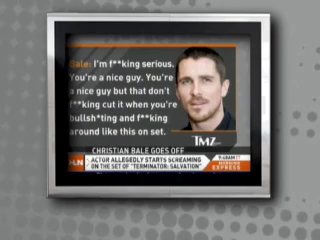 Bale: I'm f**king serious.
You're a nice guy. You're
a nice guy but that don't
f**king cut it when you're
bullsh*ting and f**king
around like this on set.
TMZ
CHRISTIAN BALE GOES OFF
HLN
ACTOR ALLEGEDLY STARTS SCREAMING
ON THE SET OF "TERMINATOR: SALVATION"
MORNING
EXPRESS